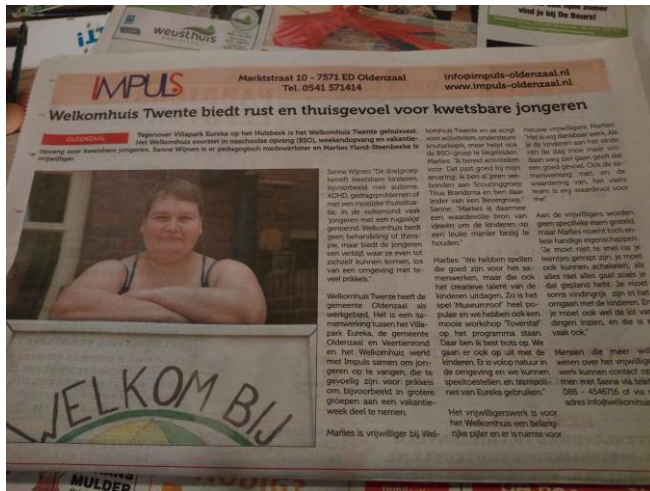 weusthuis
vind je bij De Beurs!
IMPULS
Marktstraat 10 - 7571 ED Oldenzaal
Tel. 0541 571414
info@impuls-oldenzaal.nl
www.impuls-oldenzaal.nl
Welkomhuis Twente biedt rust en thuisgevoel voor kwetsbare jongeren
OLDENZAAL
Tegenover Villapark Eureka op het Hulsbeek is het Welkomhuis Twente gehuisvest.
Het Welkomhuis voorziet in naschoolse opvang (BSO), weekendopvang en vakantie-
opvang voor kwetsbare jongeren. Sanne Wijnen is er pedagogisch medewerkster en Marlies Yland-Steenbeeke is
vrijwilliger.
Sanne Wijnen: "De doelgroep
betreft kwetsbare kinderen,
bijvoorbeeld met autisme,
ADHD, gedragsproblemen of
met een moeilijke thuissitua-
tie, in de volksmond vaak
'jongeren met een rugzakje'
genoemd. Welkomhuis biedt
geen behandeling of thera-
pie, maar biedt de jongeren
een verblijf, waar ze even tot
zichzelf kunnen komen, los
van een omgeving met te-
veel prikkels."
Welkomhuis Twente heeft de
gemeente Oldenzaal als
werkgebied. Het is een sa-
menwerking tussen het Villa-
park Eureka, de gemeente
Oldenzaal en Veertienrond
en het Welkomhuis werkt
met Impuls samen om jon-
geren op te vangen, die te
gevoelig zijn voor prikkels
om bijvoorbeeld in grotere
groepen aan een vakantie-
week deel te nemen.
Marlies is vrijwilliger bij Wel-
komhuis Twente en ze zorgt
voor activiteiten, ondersteunt
knutselwerk, maar helpt ook
de BSO-groep te begeleiden.
Marlies: "Ik bereid activiteiten
voor. Dat past goed bij mijn
ervaring: ik ben al jaren ver-
bonden aan Scoutinggroep
Titus Brandsma en ben daar
leider van een Bevergroep."
Sanne: "Marlies is daarmee
een waardevolle bron van
ideeën om de kinderen op
een leuke manier bezig te
houden."
Marlies: "We hebben spellen
die goed zijn voor het sa-
menwerken, maar die ook
het creatieve talent van de
kinderen uitdagen. Zo is het
spel 'Museumroof' heel po-
pulair en we hebben ook een
mooie workshop 'Toverstaf'
op het programma staan.
Daar ben ik best trots op. We
gaan er ook op uit met de
kinderen. Er is volop natuur in
de omgeving en we kunnen
speeltoestellen en trampoli-
nes van Eureka gebruiken."
Het vrijwilligerswerk is voor
het Welkomhuis een belang-
rijke pijler en er is ruimte voor
nieuwe vrijwilligers. Marlies:
"Het is erg dankbaar werk. Als
je de kinderen aan het einde
van de dag moe maar vol-
daan weg ziet gaan geeft dat
een goed gevoel. Ook de sa-
menwerking met en de
waardering van het vaste
team is erg waardevol voor
me".
Aan de vrijwilligers worden
geen specifieke eisen gesteld,
maar Marlies noemt toch en-
kele handige eigenschappen:
"Je moet niet te snel op je
teentjes getrapt zijn, je moet
ook kunnen schakelen, als
alles niet alles gaat zoals je
dat gepland hebt. Je moet
soms vindingrijk zijn in het
omgaan met de kinderen. En
je moet ook wel de lol van
dingen inzien, en die is er
vaak ook."
Mensen die meer willen
weten over het vrijwilligers-
werk kunnen contact op-
men met Sanne via telef
088 - 4546716 of via e
adres info@welkomhuis
WELKOM BIJ
MULDER